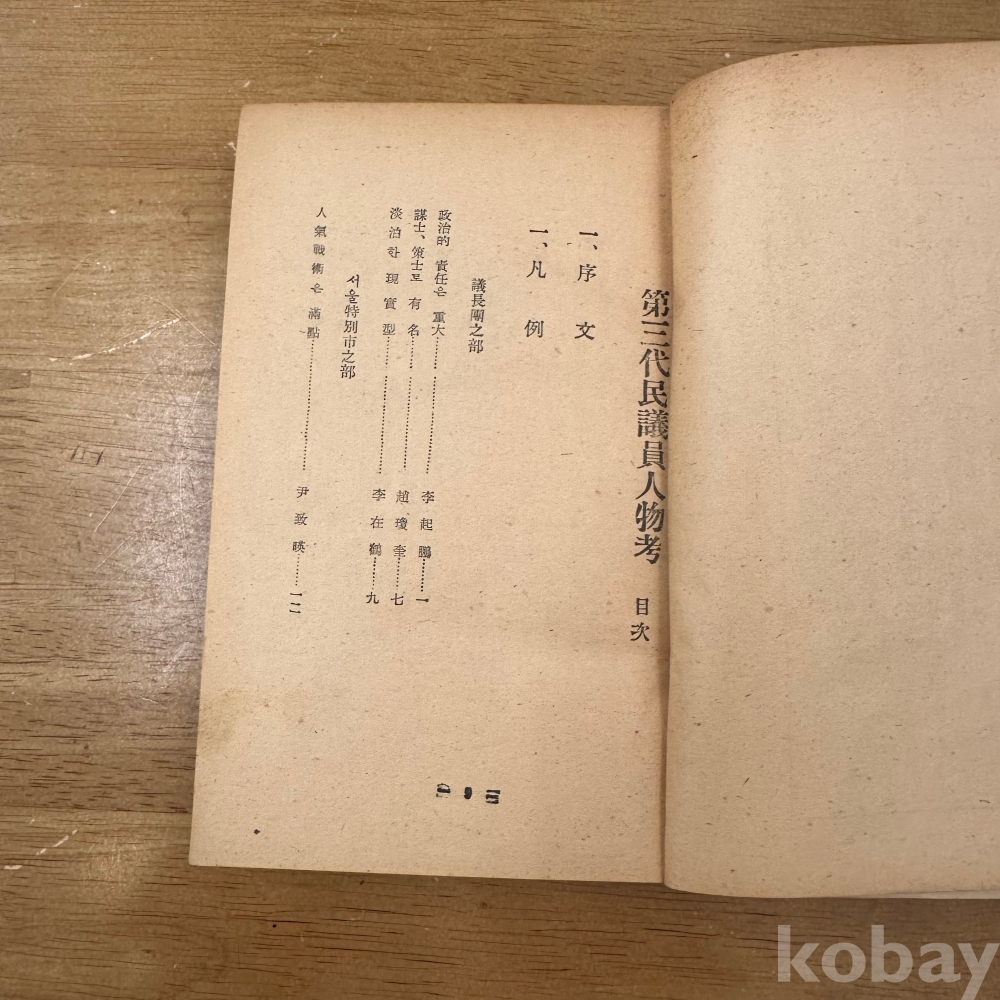 第三代民議員人物考 目次
一、序文
一、凡例
議長團之部
政治的 責任은 重大……………………李起鵬………一
謀士、策士로 有名……………………趙瓊奎………七
淡泊한 現實型……………………李在鶴………九
서울特別市之部
人氣戰術은 滿點……………………尹致暎………一二
kobay